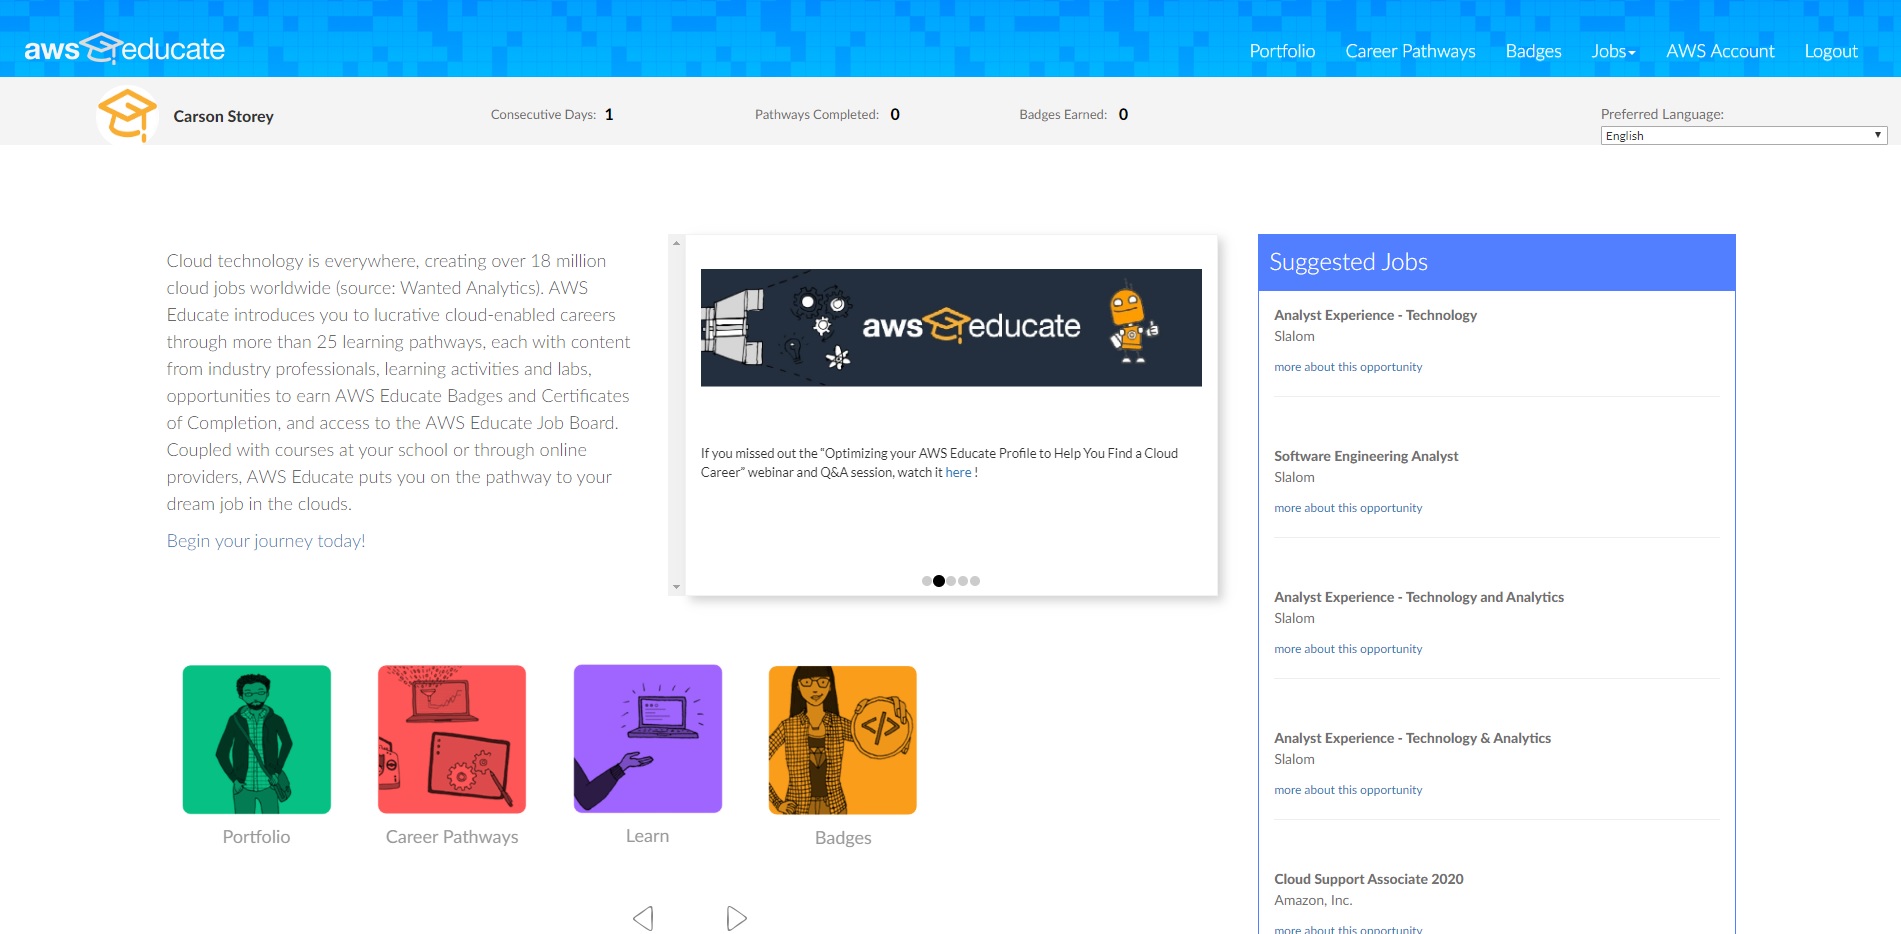 aws educate
Portfolio
Career Pathways
Badges
Jobs
AWS Account
Logout
Carson Storey
Consecutive Days: 1
Pathways Completed: 0
Badges Earned: 0
Preferred Language:
English
Cloud technology is everywhere, creating over 18 million
cloud jobs worldwide (source: Wanted Analytics). AWS
Educate introduces you to lucrative cloud-enabled careers
through more than 25 learning pathways, each with content
from industry professionals, learning activities and labs,
opportunities to earn AWS Educate Badges and Certificates
of Completion, and access to the AWS Educate Job Board.
Coupled with courses at your school or through online
providers, AWS Educate puts you on the pathway to your
dream job in the clouds.
Begin your journey today!
aws educate
If you missed out the “Optimizing your AWS Educate Profile to Help You Find a Cloud
Career” webinar and Q&A session, watch it here !
Suggested Jobs
Analyst Experience - Technology
Slalom
more about this opportunity
Software Engineering Analyst
Slalom
more about this opportunity
Analyst Experience - Technology and Analytics
Slalom
more about this opportunity
Analyst Experience - Technology & Analytics
Slalom
more about this opportunity
Cloud Support Associate 2020
Amazon, Inc.
more about this opportunity
</>
Portfolio
Career Pathways
Learn
Badges